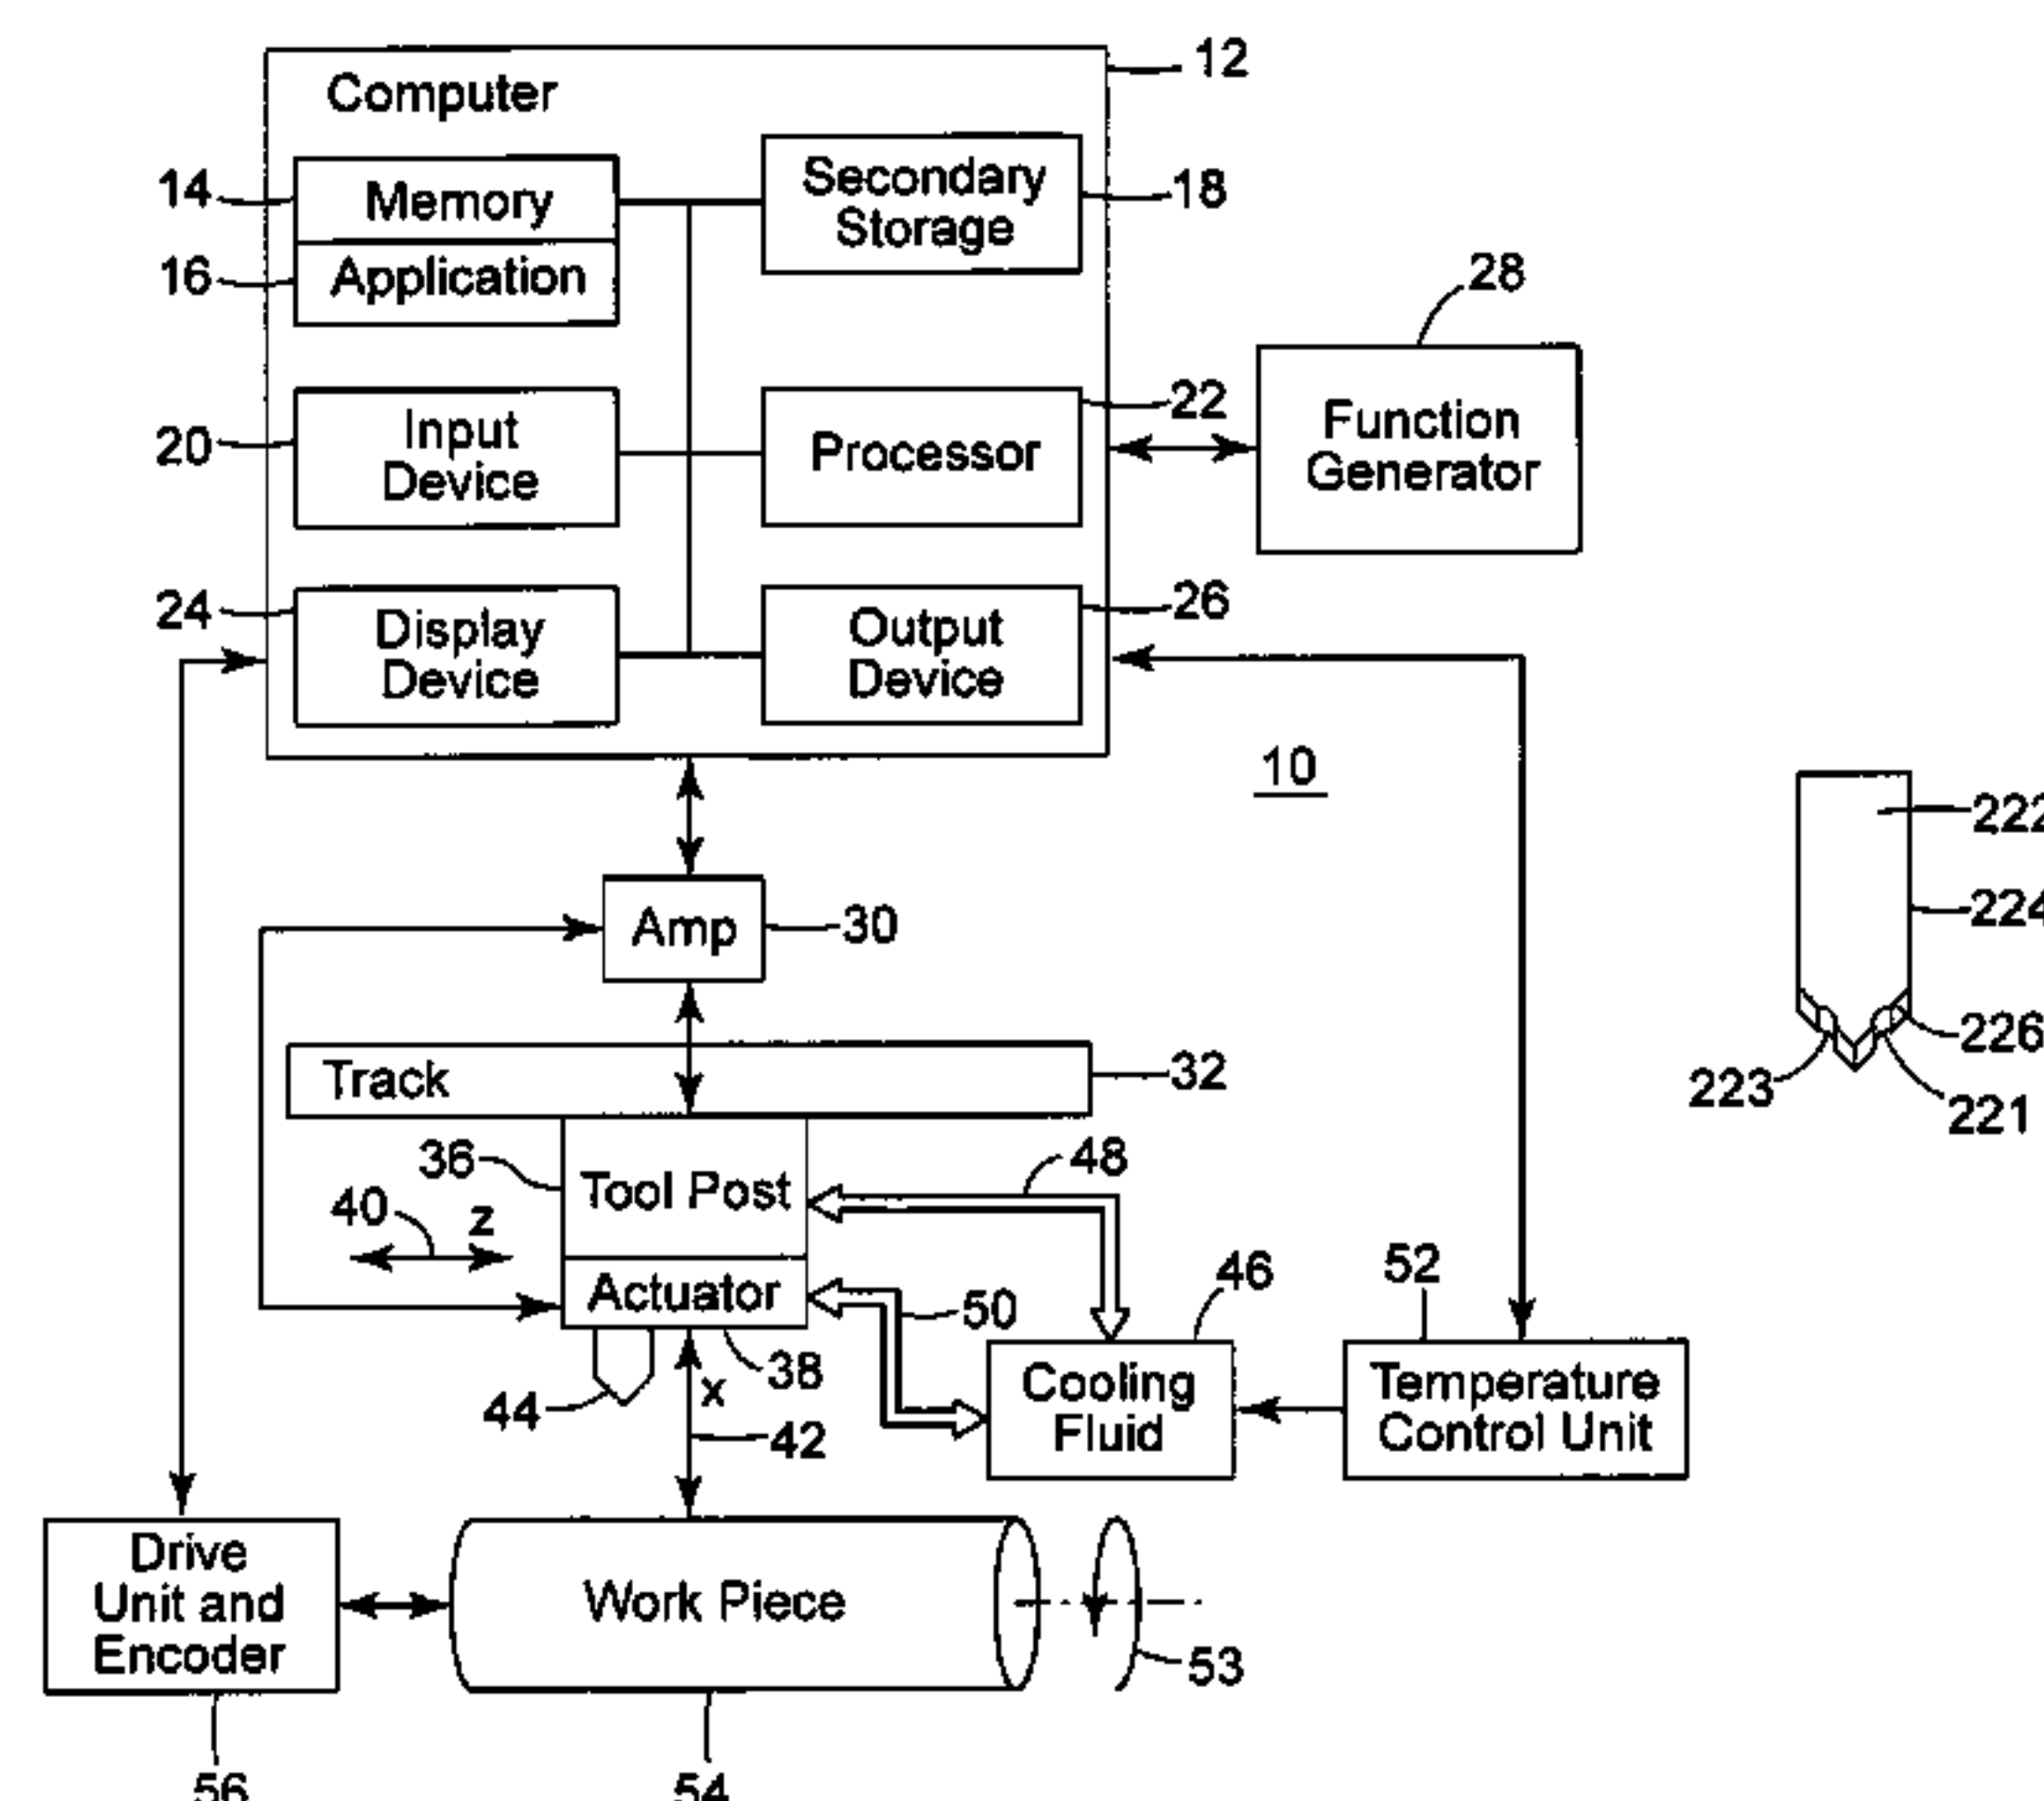 12
Computer
Secondary
Storage
14
Memory
18
16
Application
28
Input
Device
20
Processor
22
Function
Generator
24
Display
Device
Output
Device
26
10
222
Amp
30
224
226
223
221
Track
32
36
Tool Post
48
40
z
Actuator
50
46
52
44
x
38
42
Cooling
Fluid
Temperature
Control Unit
Drive
Unit and
Encoder
Work Piece
53
56
54